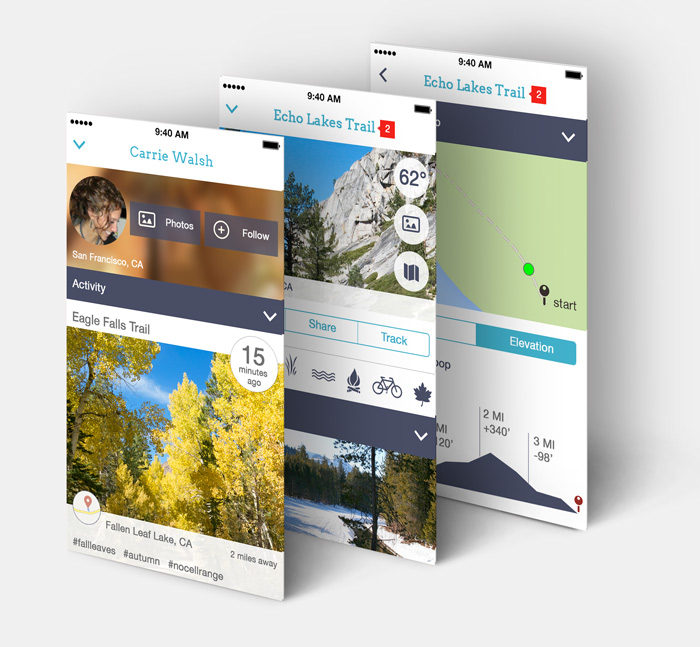 9:40 AM
Carrie Walsh
Photos
Follow
San Francisco, CA
Activity
Eagle Falls Trail
15
minutes
ago
Fallen Leaf Lake, CA
2 miles away
#fallleaves #autumn #nocellrange
9:40 AM
Echo Lakes Trail 2
62°
CA
Share
Track
9:40 AM
Echo Lakes Trail 2
start
Elevation
oop
2 MI
+340'
3 MI
-98'
MI
20'